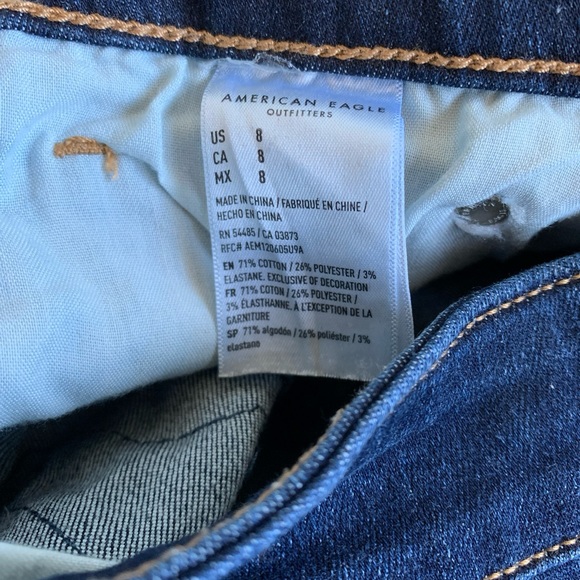 AMERICAN EAGLE
OUTFITTERS
US 8
CA 8
MX 8
MADE IN CHINA / FABRIQUÉ EN CHINE /
HECHO EN CHINA
RN 54485 / CA 03873
RFC# AEM120605U9A
EN 71% COTTON / 26% POLYESTER / 3%
ELASTANE. EXCLUSIVE OF DECORATION
FR 71% COTON / 26% POLYESTER /
3% ÉLASTHANNE. À L'EXCEPTION DE LA
GARNITURE
SP 71% algodón / 26% poliéster / 3%
elastano